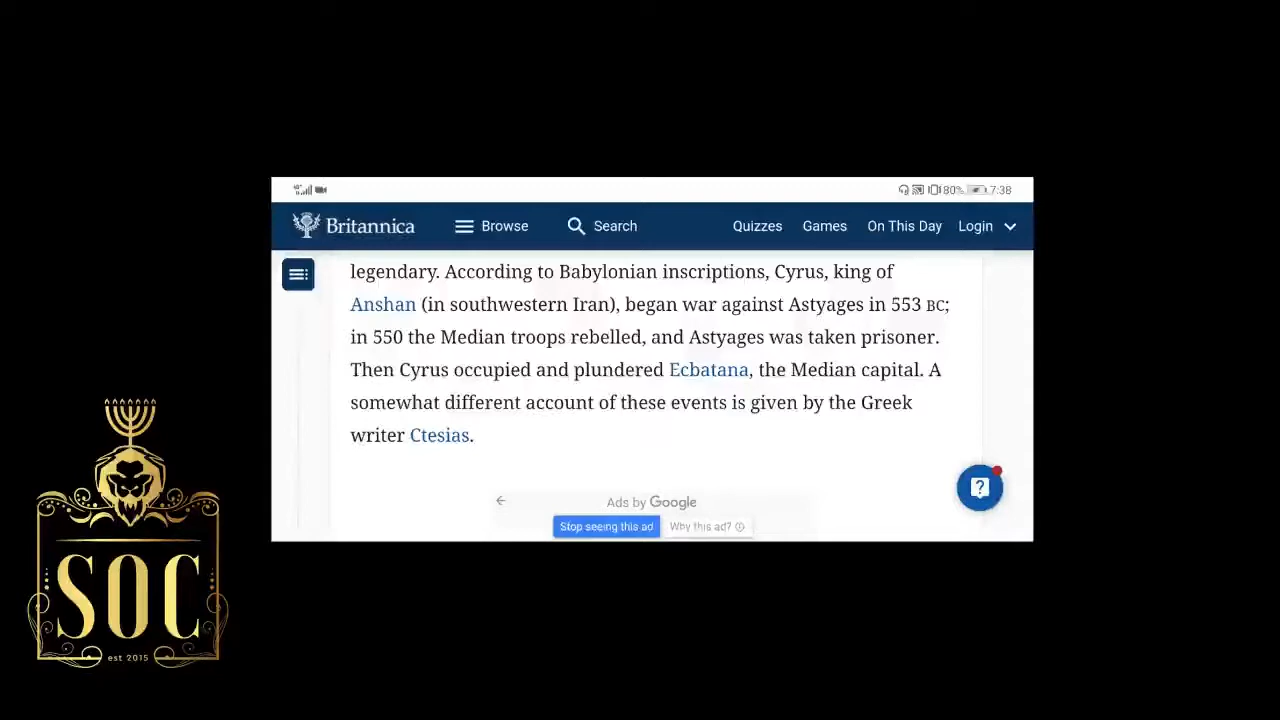 80% 7:38
Britannica Browse Search Quizzes Games On This Day Login
legendary. According to Babylonian inscriptions, Cyrus, king of
Anshan (in southwestern Iran), began war against Astyages in 553 BC;
in 550 the Median troops rebelled, and Astyages was taken prisoner.
Then Cyrus occupied and plundered Ecbatana, the Median capital. A
somewhat different account of these events is given by the Greek
writer Ctesias.
Ads by Google
Stop seeing this ad Why this ad?
SOC
est 2015